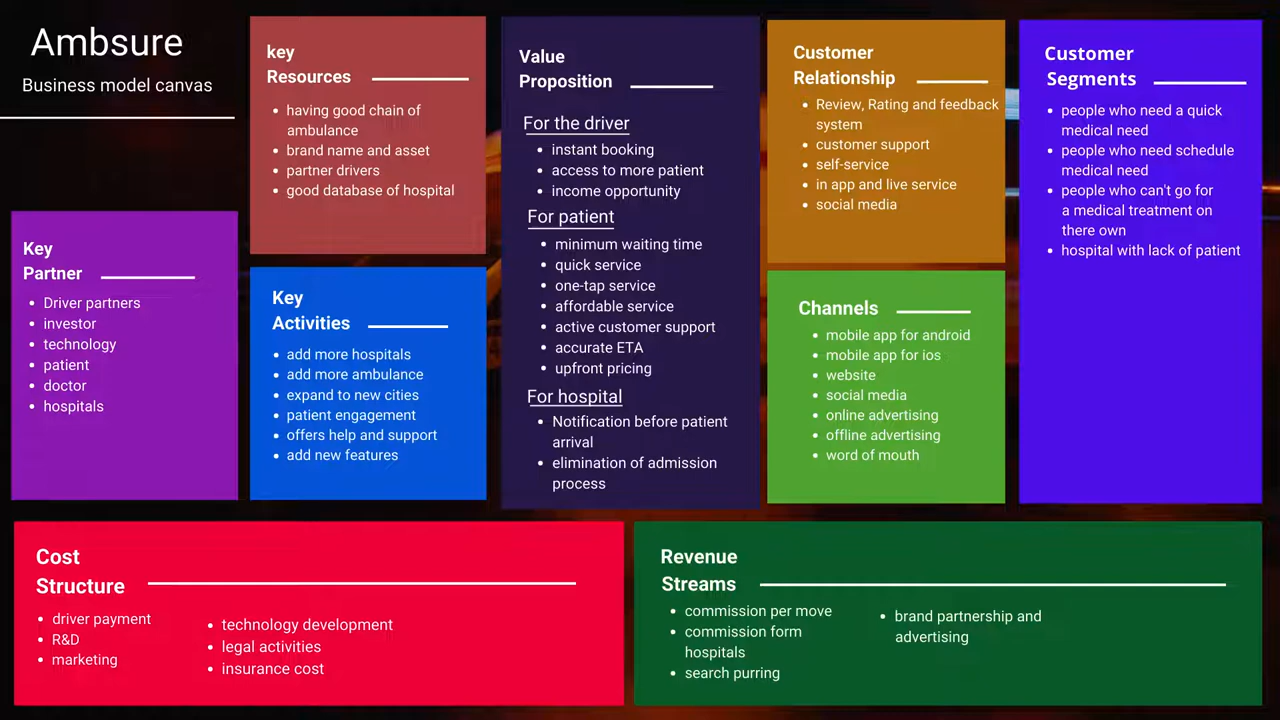 Ambsure
Business model canvas
Key
Partner
Driver partners
investor
technology
patient
doctor
hospitals
key
Resources
having good chain of
ambulance
brand name and asset
partner drivers
good database of hospital
Key
Activities
add more hospitals
add more ambulance
expand to new cities
patient engagement
offers help and support
add new features
Value
Proposition
For the driver
instant booking
access to more patient
income opportunity
For patient
minimum waiting time
quick service
one-tap service
affordable service
active customer support
accurate ETA
upfront pricing
For hospital
Notification before patient
arrival
elimination of admission
process
Customer
Relationship
Review, Rating and feedback
system
customer support
self-service
in app and live service
social media
Channels
mobile app for android
mobile app for ios
website
social media
online advertising
offline advertising
word of mouth
Customer
Segments
people who need a quick
medical need
people who need schedule
medical need
people who can't go for
a medical treatment on
there own
hospital with lack of patient
Cost
Structure
driver payment
R&D
marketing
technology development
legal activities
insurance cost
Revenue
Streams
commission per move
commission form
hospitals
search purring
brand partnership and
advertising